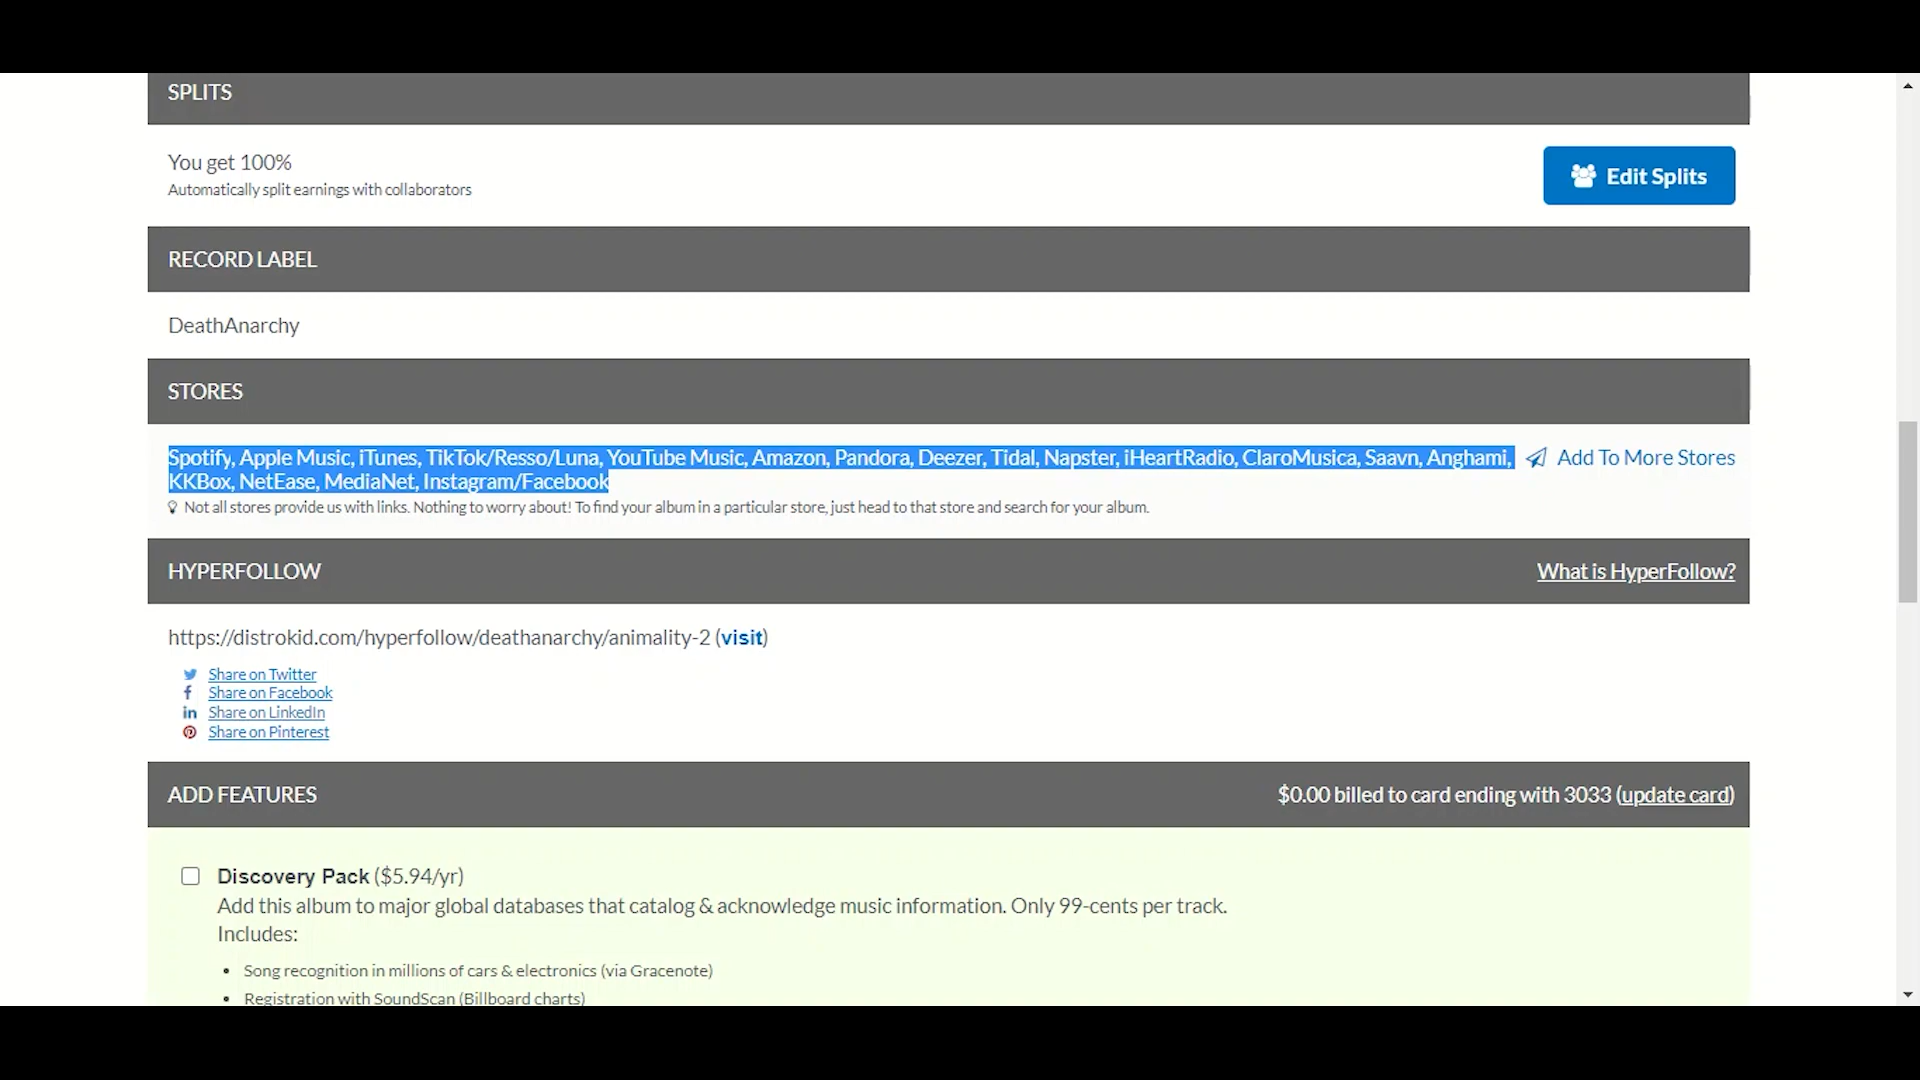 SPLITS
You get 100%
Automatically split earnings with collaborators
Edit Splits
RECORD LABEL
DeathAnarchy
STORES
Spotify, Apple Music, iTunes, TikTok/Resso/Luna, YouTube Music, Amazon, Pandora, Deezer, Tidal, Napster, iHeartRadio, ClaroMusica, Saavn, Anghami,
Add To More Stores
KKBox, NetEase, MediaNet, Instagram/Facebook
Not all stores provide us with links. Nothing to worry about! To find your album in a particular store, just head to that store and search for your album.
HYPERFOLLOW
What is HyperFollow?
https://distrokid.com/hyperfollow/deathanarchy/animality-2 (visit)
Share on Twitter
Share on Facebook
Share on LinkedIn
Share on Pinterest
ADD FEATURES
$0.00 billed to card ending with 3033 (update card)
Discovery Pack ($5.94/yr)
Add this album to major global databases that catalog & acknowledge music information. Only 99-cents per track.
Includes:
• Song recognition in millions of cars & electronics (via Gracenote)
• Registration with SoundScan (Billboard charts)